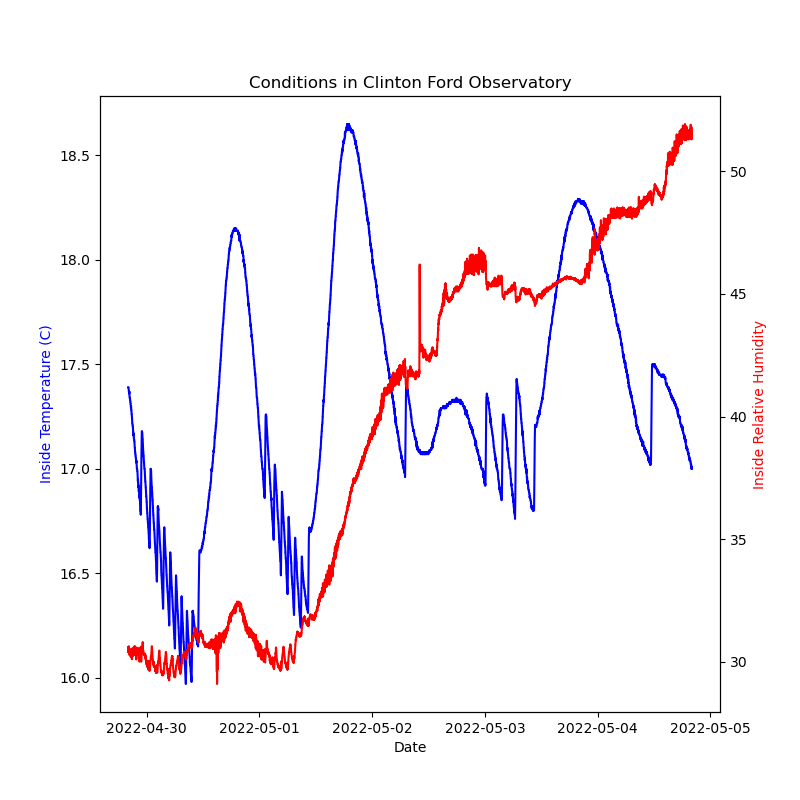 Conditions in Clinton Ford Observatory
Inside Temperature (C)
18.5
18.0
17.5
17.0
16.5
16.0
50
45
40
35
30
Inside Relative Humidity
2022-04-30 2022-05-01 2022-05-02 2022-05-03 2022-05-04 2022-05-05
Date